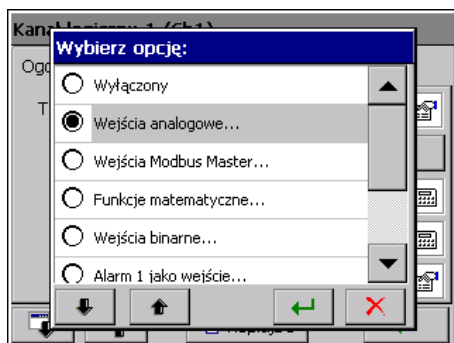 Wybierz opcję:
Wyłączony
Wejścia analogowe...
Wejścia Modbus Master...
Funkcje matematyczne...
Wejścia binarne...
Alarm 1 jako wejście...